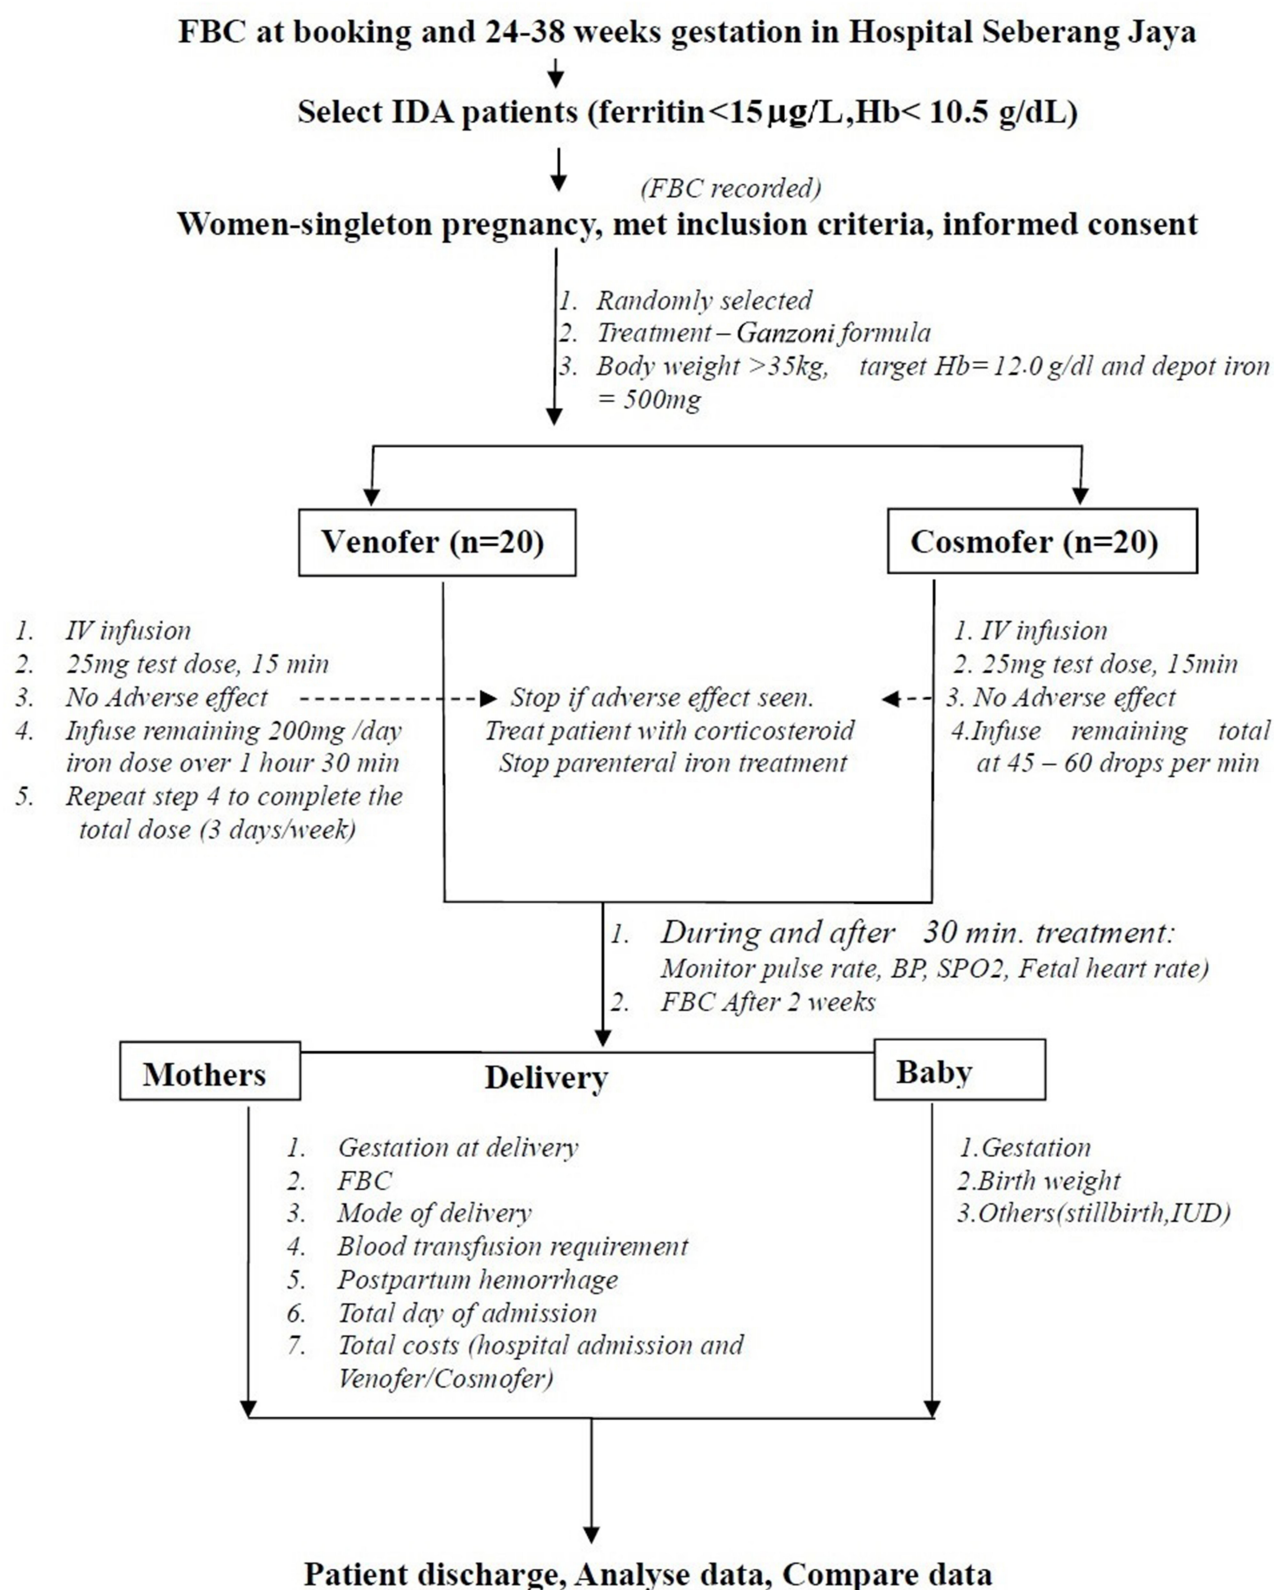 FBC at booking and 24-38 weeks gestation in Hospital Seberang Jaya
Select IDA patients (ferritin<15µg/L,Hb< 10.5 g/dL)
(FBC recorded)
Women-singleton pregnancy, met inclusion criteria, informed consent
1. Randomly selected
2. Treatment – Ganzoni formula
3. Body weight >35kg, target Hb= 12.0 g/dl and depot iron
= 500mg
Venofer (n=20)
Cosmofer (n=20)
1. IV infusion
2. 25mg test dose, 15 min
3. No Adverse effect
4. Infuse remaining 200mg /day
iron dose over 1 hour 30 min
5. Repeat step 4 to complete the
total dose (3 days/week)
Stop if adverse effect seen.
Treat patient with corticosteroid
Stop parenteral iron treatment
1. IV infusion
2. 25mg test dose, 15min
3. No Adverse effect
4.Infuse remaining total
at 45 – 60 drops per min
1. During and after 30 min. treatment:
Monitor pulse rate, BP, SPO2, Fetal heart rate)
2. FBC After 2 weeks
Mothers
Delivery
Baby
1. Gestation at delivery
2. FBC
3. Mode of delivery
4. Blood transfusion requirement
5. Postpartum hemorrhage
6. Total day of admission
7. Total costs (hospital admission and
Venofer/Cosmofer)
1.Gestation
2.Birth weight
3.Others(stillbirth,IUD)
Patient discharge, Analyse data, Compare data